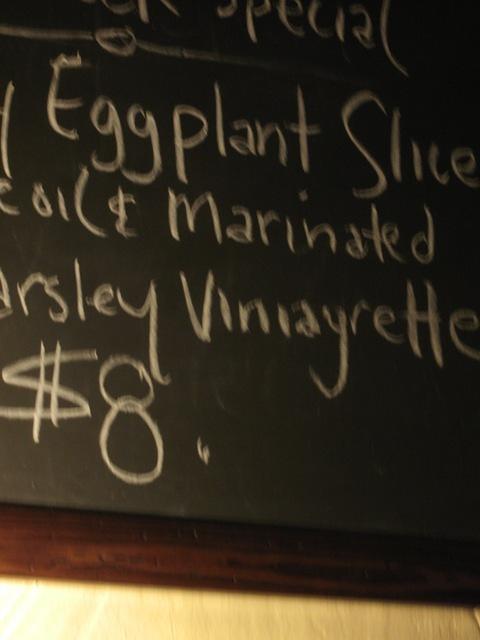 Special
Eggplant Slice
oil & Marinated
arsley Viniayrette
$8.